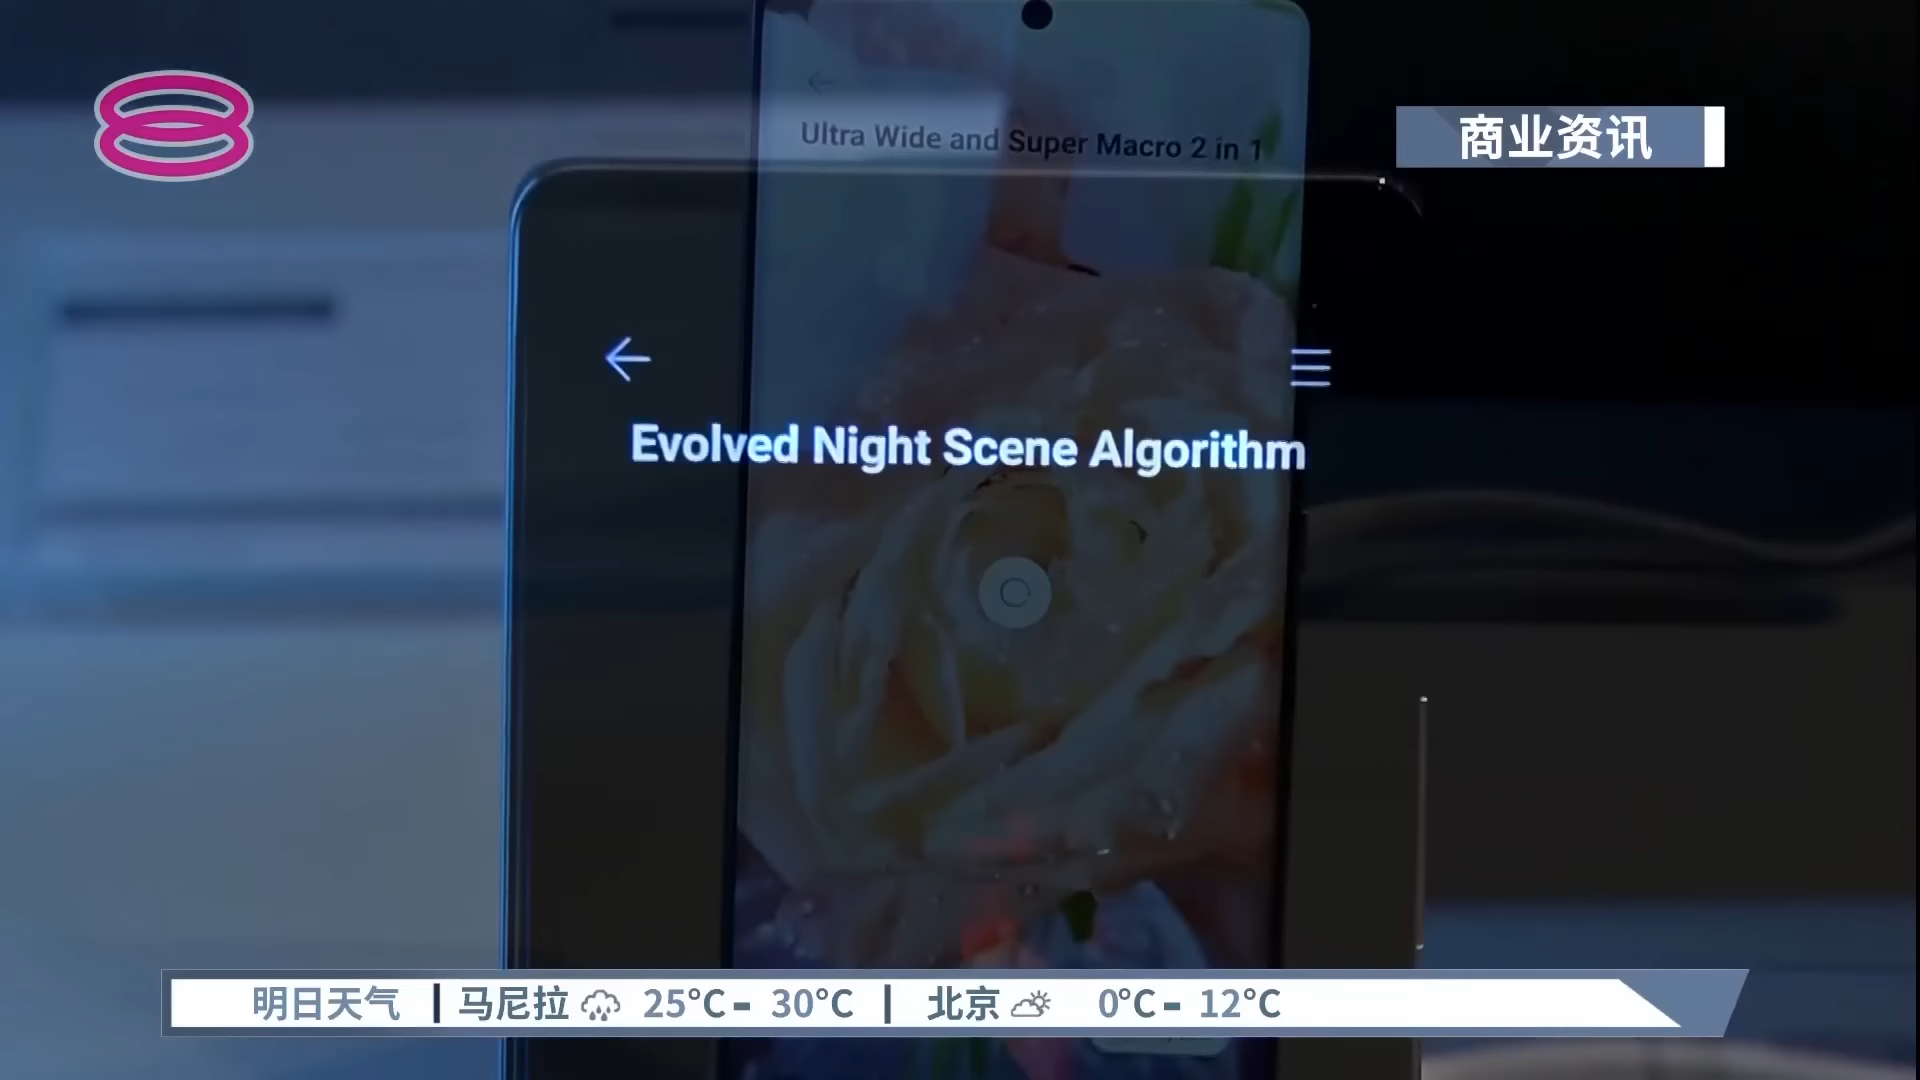 商业资讯
Ultra Wide and Super Macro 2 in 1
Evolved Night Scene Algorithm
明日天气 | 马尼拉 25°C - 30°C | 北京 0°C - 12°C